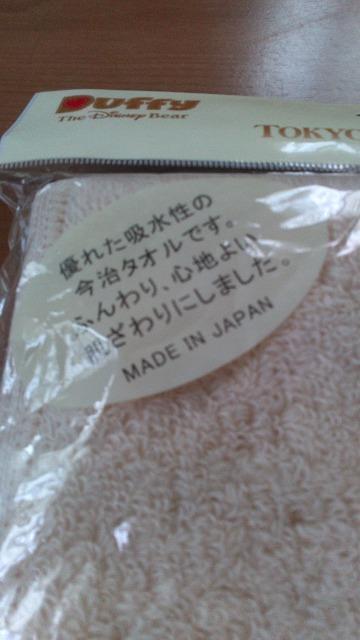 Duffy
The Disney Bear
TOKYO
優れた吸水性の
今治タオルです。
ふんわり、心地よい
肌ざわりにしました。
MADE IN JAPAN